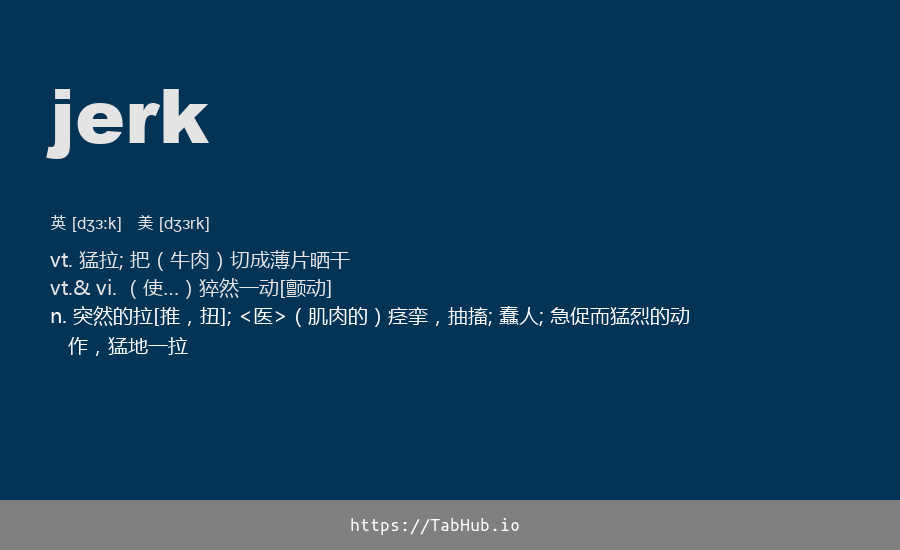 jerk
英 [dʒɜːk] 美 [dʒɜrk]
vt. 猛拉; 把（牛肉）切成薄片晒干
vt.& vi. （使…）猝然一动[颤动]
n. 突然的拉[推，扭]; <医>（肌肉的）痉挛，抽搐; 蠢人; 急促而猛烈的动
作，猛地一拉
https://TabHub.io